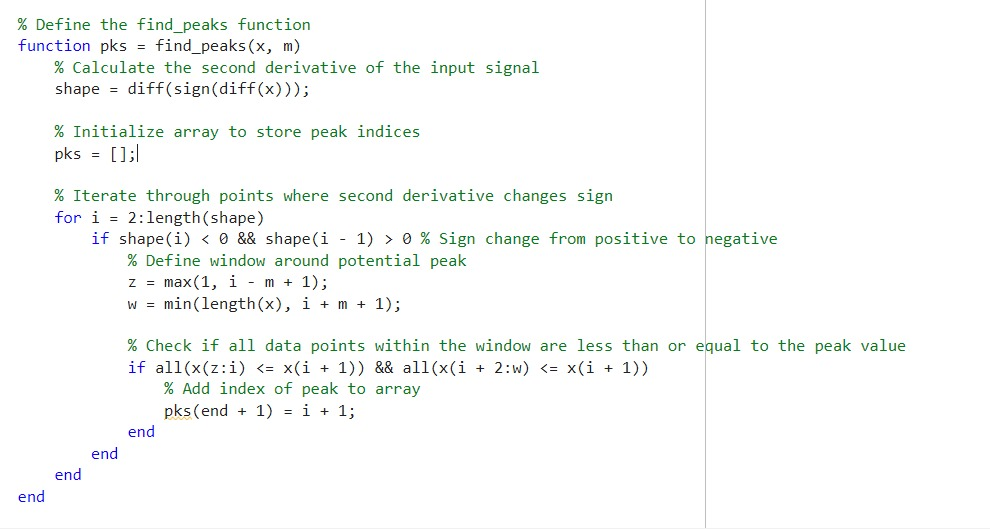 % Define the find_peaks function
function pks = find_peaks(x, m)
    % Calculate the second derivative of the input signal
    shape = diff(sign(diff(x)));
    % Initialize array to store peak indices
    pks = [];
    % Iterate through points where second derivative changes sign
    for i = 2:length(shape)
        if shape(i) < 0 && shape(i - 1) > 0 % Sign change from positive to negative
            % Define window around potential peak
            z = max(1, i - m + 1);
            w = min(length(x), i + m + 1);
            % Check if all data points within the window are less than or equal to the peak value
            if all(x(z:i) <= x(i + 1)) && all(x(i + 2:w) <= x(i + 1))
                % Add index of peak to array
                pks(end + 1) = i + 1;
            end
        end
    end
end